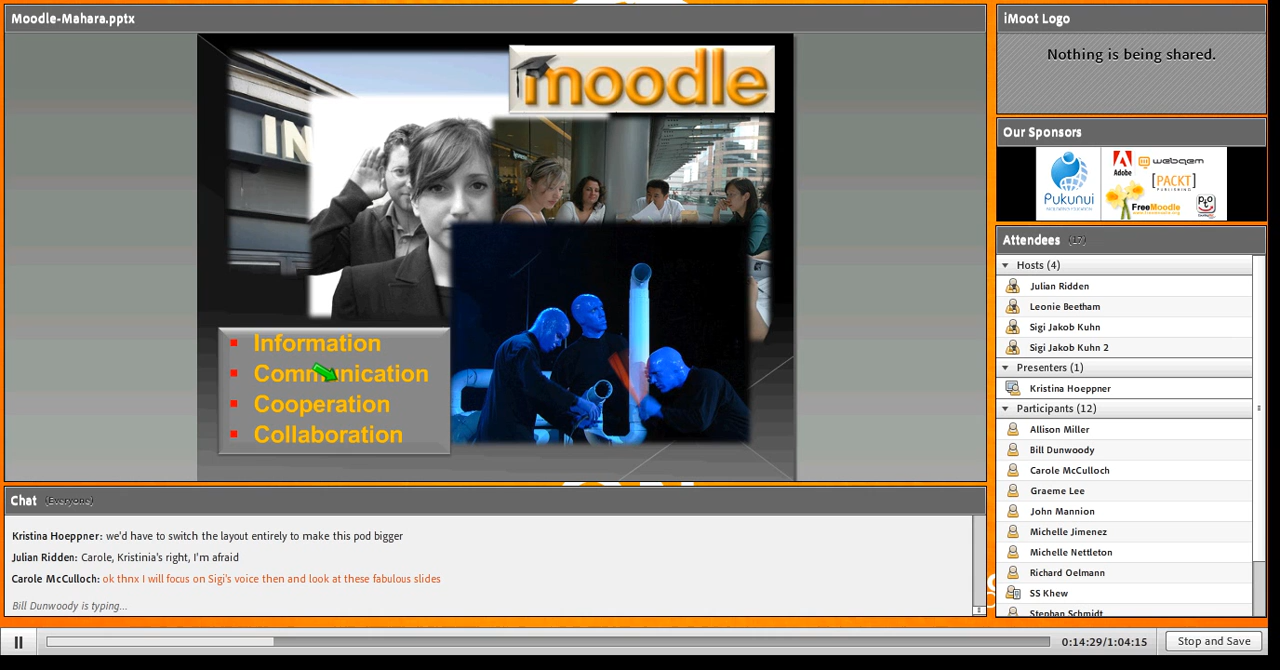 Moodle-Mahara.pptx
IN
moodle
Information
Communication
Cooperation
Collaboration
Chat (Everyone)
Kristina Hoeppner: we'd have to switch the layout entirely to make this pod bigger
Julian Ridden: Carole, Kristinia's right, I'm afraid
Carole McCulloch: ok thnx I will focus on Sigi's voice then and look at these fabulous slides
Bill Dunwoody is typing...
0:14:29/1:04:15
Stop and Save
iMoot Logo
Nothing is being shared.
Our Sponsors
Pukunui
Adobe
webqem
[PACKT]
PUBLISHING
FreeMoodle
Attendees (17)
Hosts (4)
Julian Ridden
Leonie Beetham
Sigi Jakob Kuhn
Sigi Jakob Kuhn 2
Presenters (1)
Kristina Hoeppner
Participants (12)
Allison Miller
Bill Dunwoody
Carole McCulloch
Graeme Lee
John Mannion
Michelle Jimenez
Michelle Nettleton
Richard Oelmann
SS Khew
Stephan Schmidt